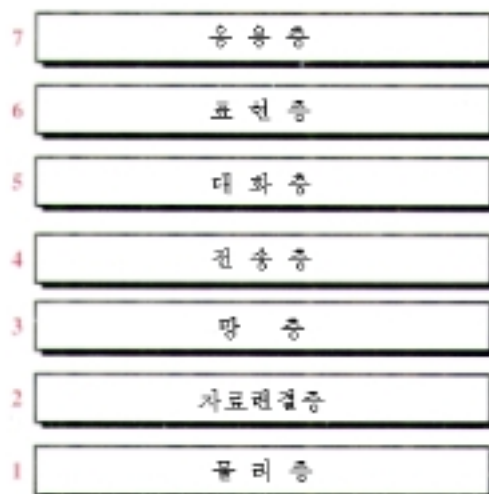 7 응 용 층
6 표 현 층
5 대 화 층
4 전 송 층
3 망 층
2 자료련결층
1 물 리 층